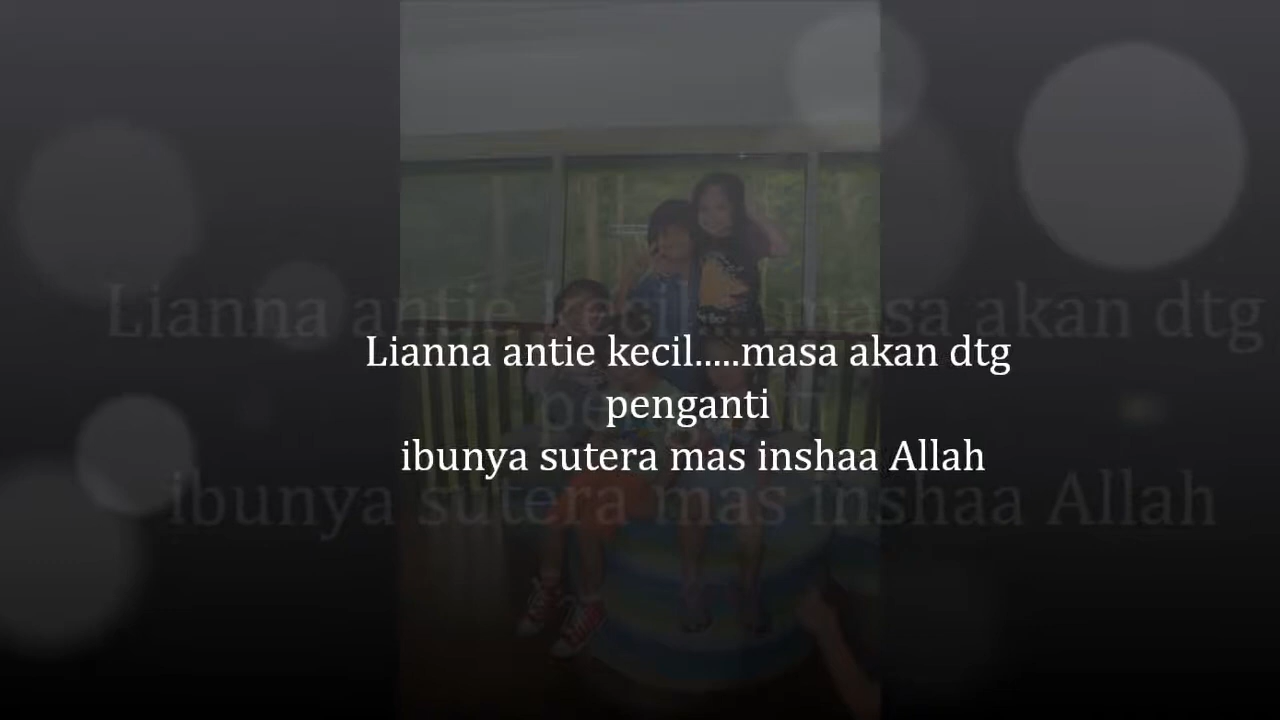 Lianna antie kecil.....masa akan dtg
penganti
ibunya sutera mas inshaa Allah